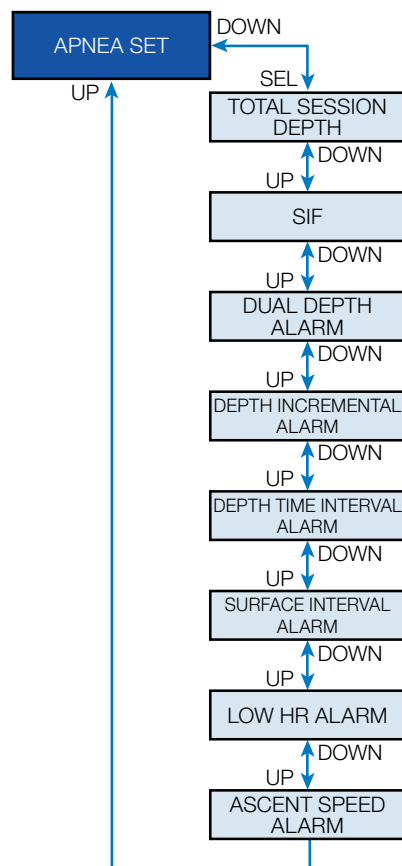 APNEA SET
DOWN
UP
SEL
TOTAL SESSION
DEPTH
DOWN
UP
SIF
DOWN
UP
DUAL DEPTH
ALARM
DOWN
UP
DEPTH INCREMENTAL
ALARM
DOWN
UP
DEPTH TIME INTERVAL
ALARM
DOWN
UP
SURFACE INTERVAL
ALARM
DOWN
UP
LOW HR ALARM
DOWN
UP
ASCENT SPEED
ALARM